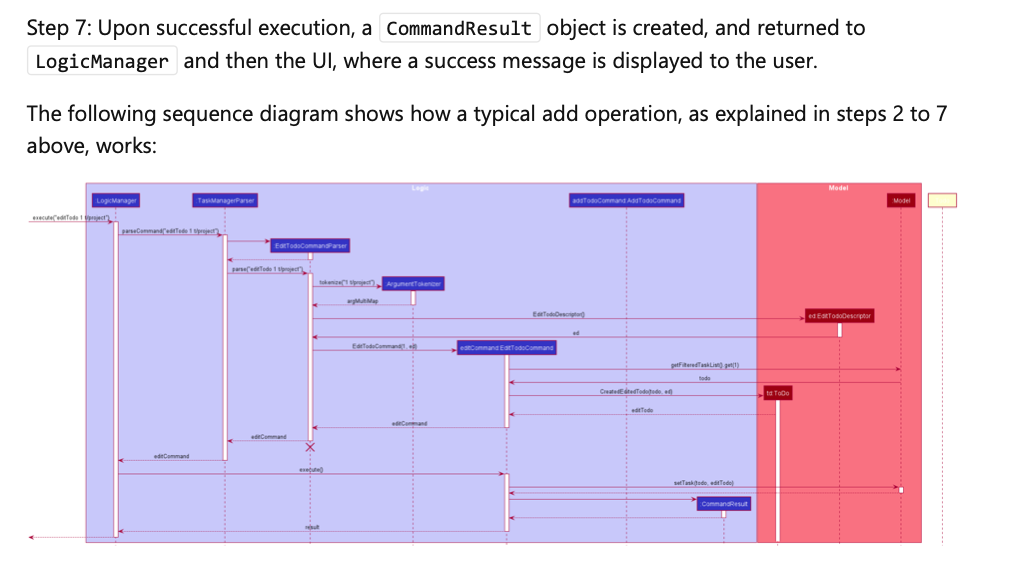 Step 7: Upon successful execution, a CommandResult object is created, and returned to
LogicManager and then the UI, where a success message is displayed to the user.
The following sequence diagram shows how a typical add operation, as explained in steps 2 to 7
above, works:
Logic
Model
LogicManager
TaskManagerParser
addTodoCommand:AddTodoCommand
:Model
execute("editTodo 1 t/project")
parseCommand("editTodo 1 t/project")
EditTodoCommandParser
parse("editTodo 1 t/project")
tokenize("1 t/project")
ArgumentTokenizer
argMultiMap
EditTodoDescriptor()
ed:EditTodoDescriptor
ed
EditTodoCommand(1, ed)
editCommand:EditTodoCommand
getFilteredTaskList().get(1)
todo
CreatedEditedTodo(todo, ed)
td:ToDo
editTodo
editCommand
editCommand
editCommand
execute()
setTask(todo, editTodo)
CommandResult
result